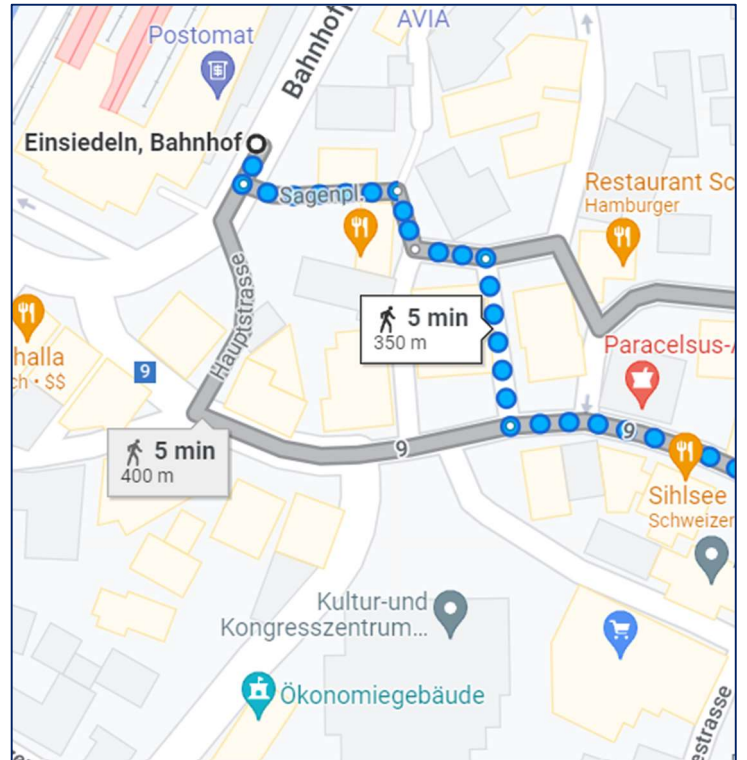 AVIA
Postomat
Bahnhof
Einsiedeln, Bahnhof
Sagenpl.
Restaurant Sc
Hamburger
5 min
350 m
Hauptstrasse
halla
ch • $$
9
Paracelsus-A
5 min
400 m
9
9
Sihlsee
Schweizer
Kultur-und
Kongresszentrum...
Ökonomiegebäude
estrasse